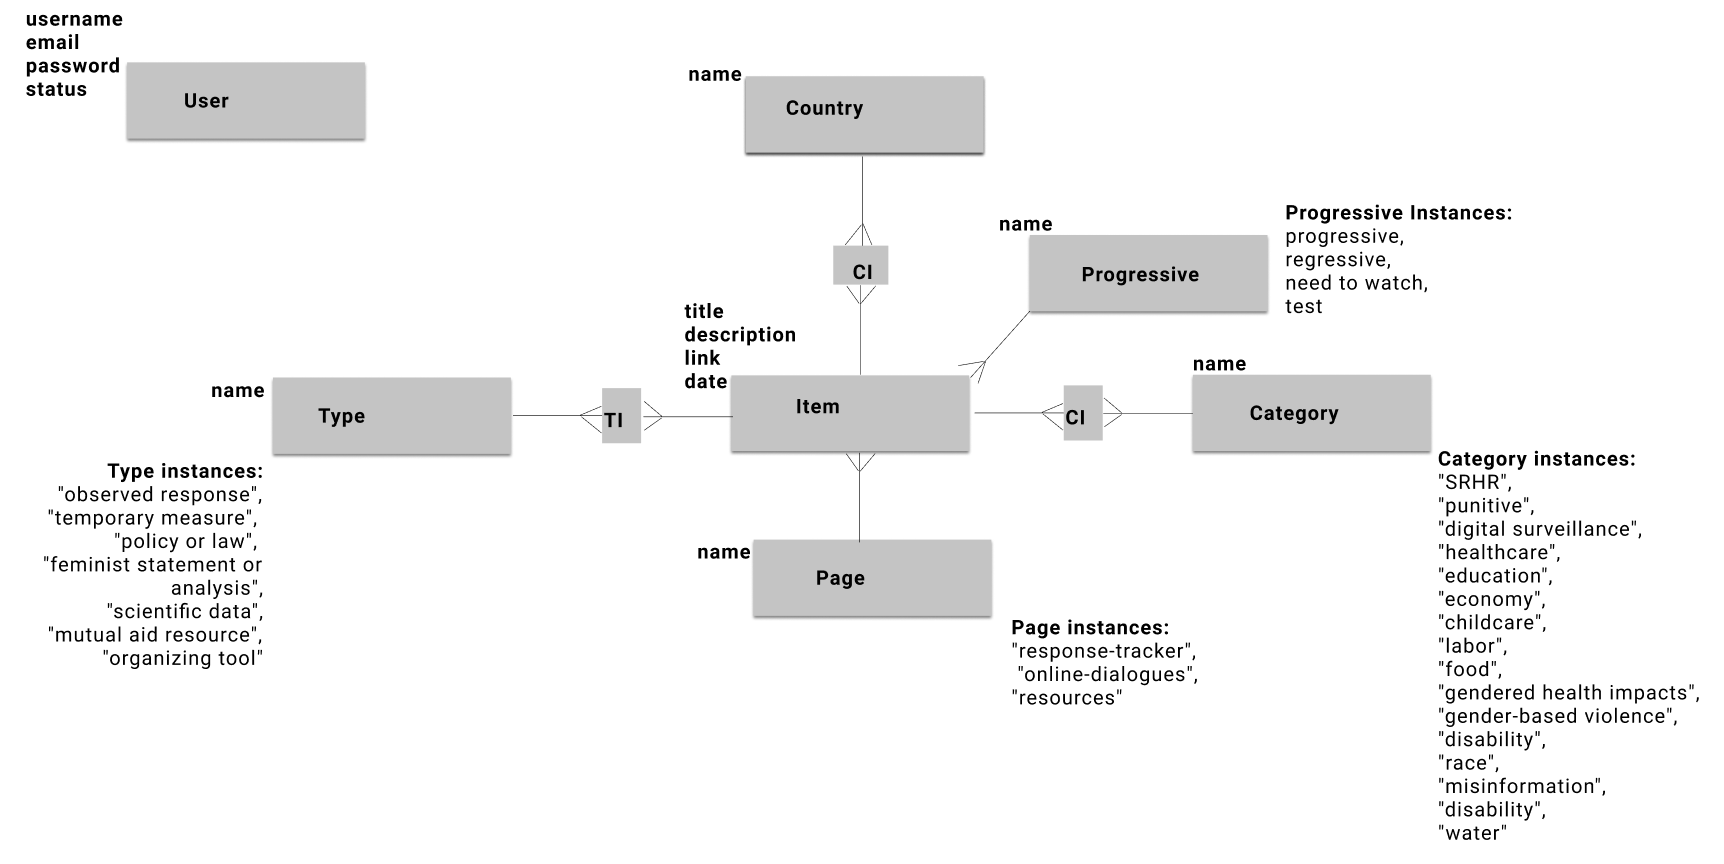 username
email
password
status
User
name
Country
CI
name
Progressive
Progressive Instances:
progressive,
regressive,
need to watch,
test
title
description
link
date
Item
name
Type
TI
CI
name
Category
Type instances:
"observed response",
"temporary measure",
"policy or law",
"feminist statement or
analysis",
"scientific data",
"mutual aid resource",
"organizing tool"
name
Page
Page instances:
"response-tracker",
"online-dialogues",
"resources"
Category instances:
"SRHR",
"punitive",
"digital surveillance",
"healthcare",
"education",
"economy",
"childcare",
"labor",
"food",
"gendered health impacts",
"gender-based violence",
"disability",
"race",
"misinformation",
"disability",
"water"